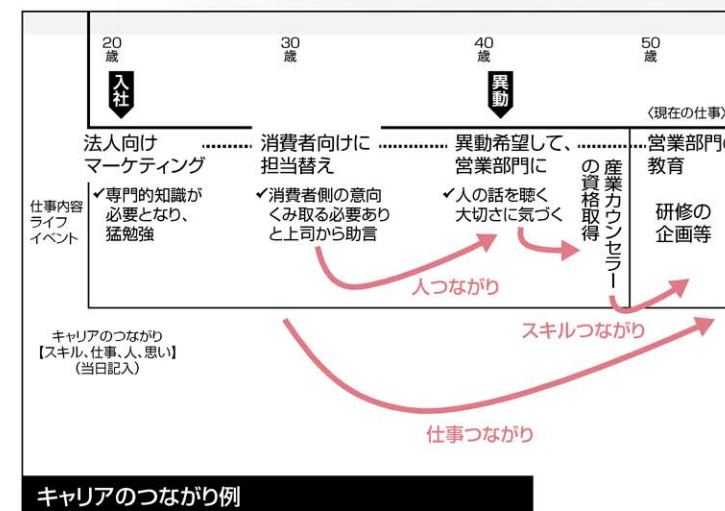 20歳
30歳
40歳
50歳
入社
異動
〈現在の仕事〉
法人向け
マーケティング
消費者向けに
担当替え
異動希望して、
営業部門に
産業カウンセラー
の資格取得
営業部門の
教育
仕事内容
ライフ
イベント
✓専門的知識が
必要となり、
猛勉強
✓消費者側の意向
くみ取る必要あり
と上司から助言
✓人の話を聴く
大切さに気づく
研修の
企画等
人つながり
スキルつながり
仕事つながり
キャリアのつながり
【スキル、仕事、人、思い】
(当日記入)
キャリアのつながり例